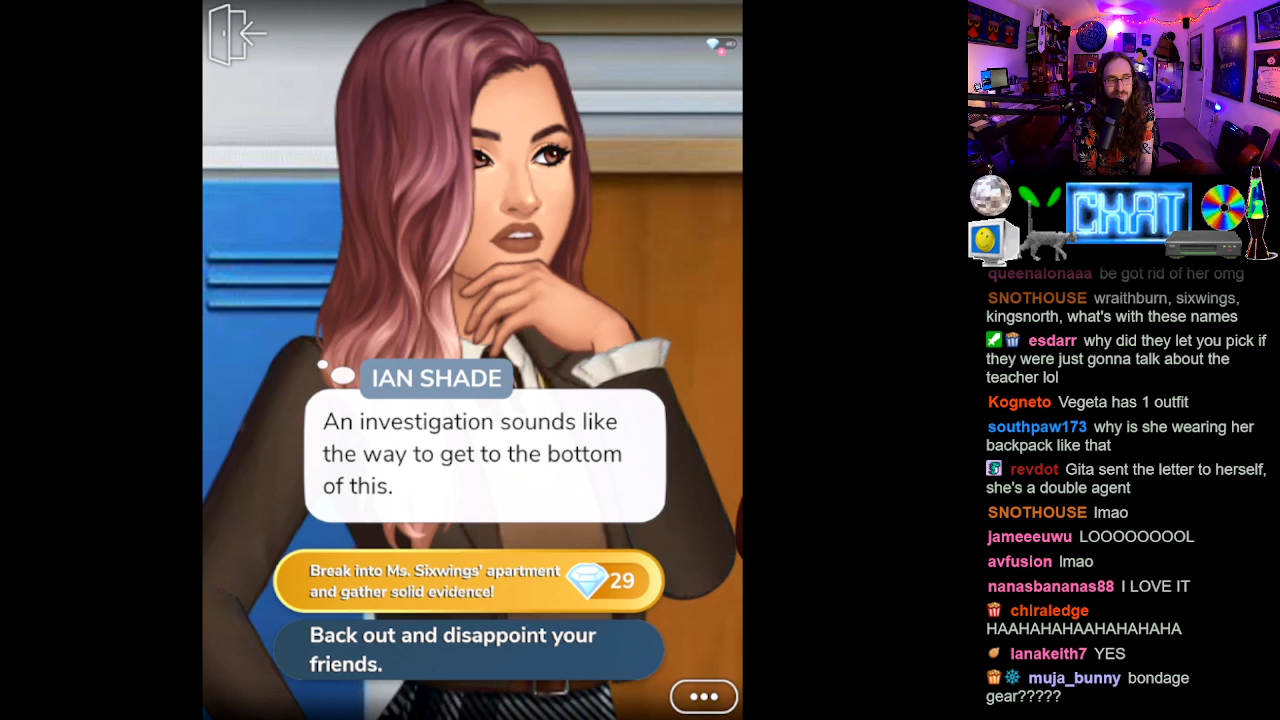 IAN SHADE
An investigation sounds like
the way to get to the bottom
of this.
Break into Ms. Sixwings' apartment
and gather solid evidence!
29
Back out and disappoint your
friends.
CHAT
queenalonaaa be got rid of her omg
SNOTHOUSE wraithburn, sixwings,
kingsnorth, what's with these names
esdarr why did they let you pick if
they were just gonna talk about the
teacher lol
Kogneto Vegeta has 1 outfit
southpaw173 why is she wearing her
backpack like that
revdot Gita sent the letter to herself,
she's a double agent
SNOTHOUSE lmao
jameeeuwu LOOOOOOOOL
avfusion lmao
nanasbananas88 I LOVE IT
chiraledge
HAAHAHAHAAHAHAHAHA
lanakeith7 YES
muja_bunny bondage
gear?????